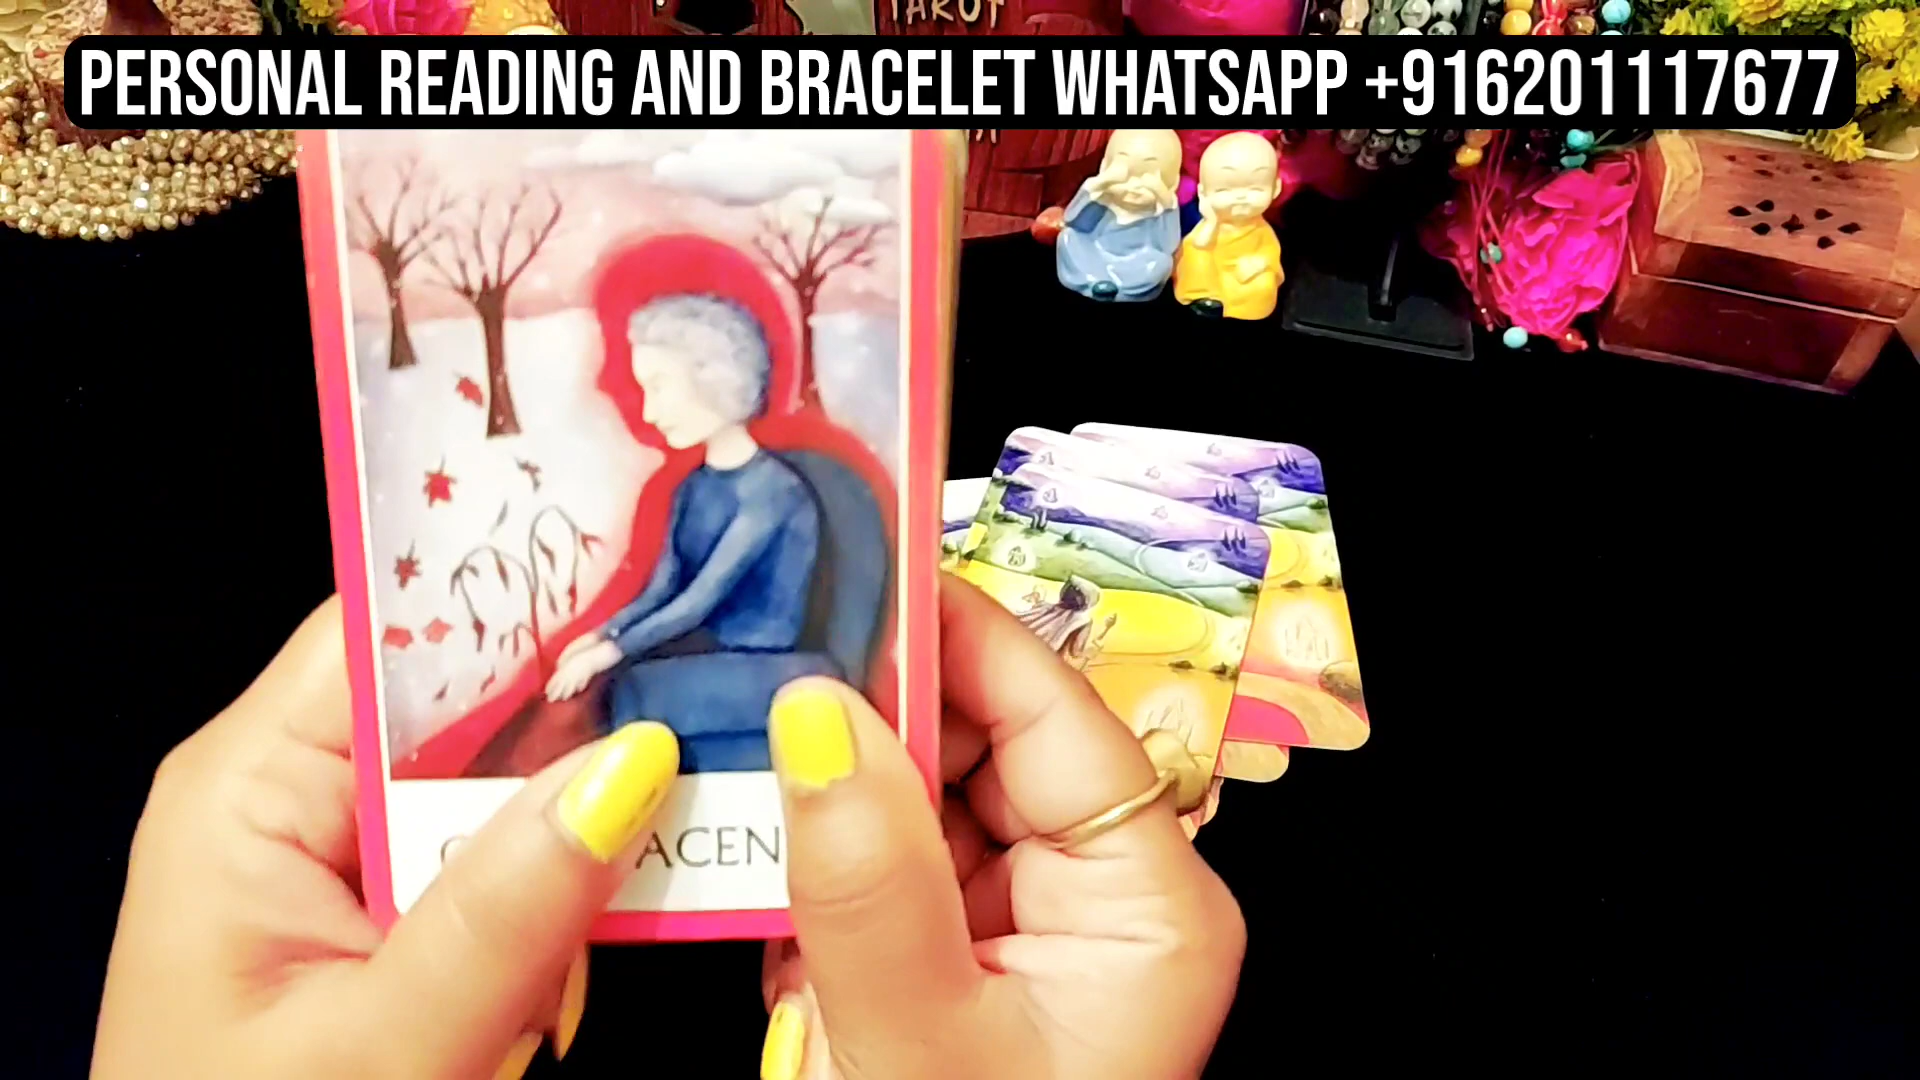 TAROT
PERSONAL READING AND BRACELET WHATSAPP +916201117677
ACEN